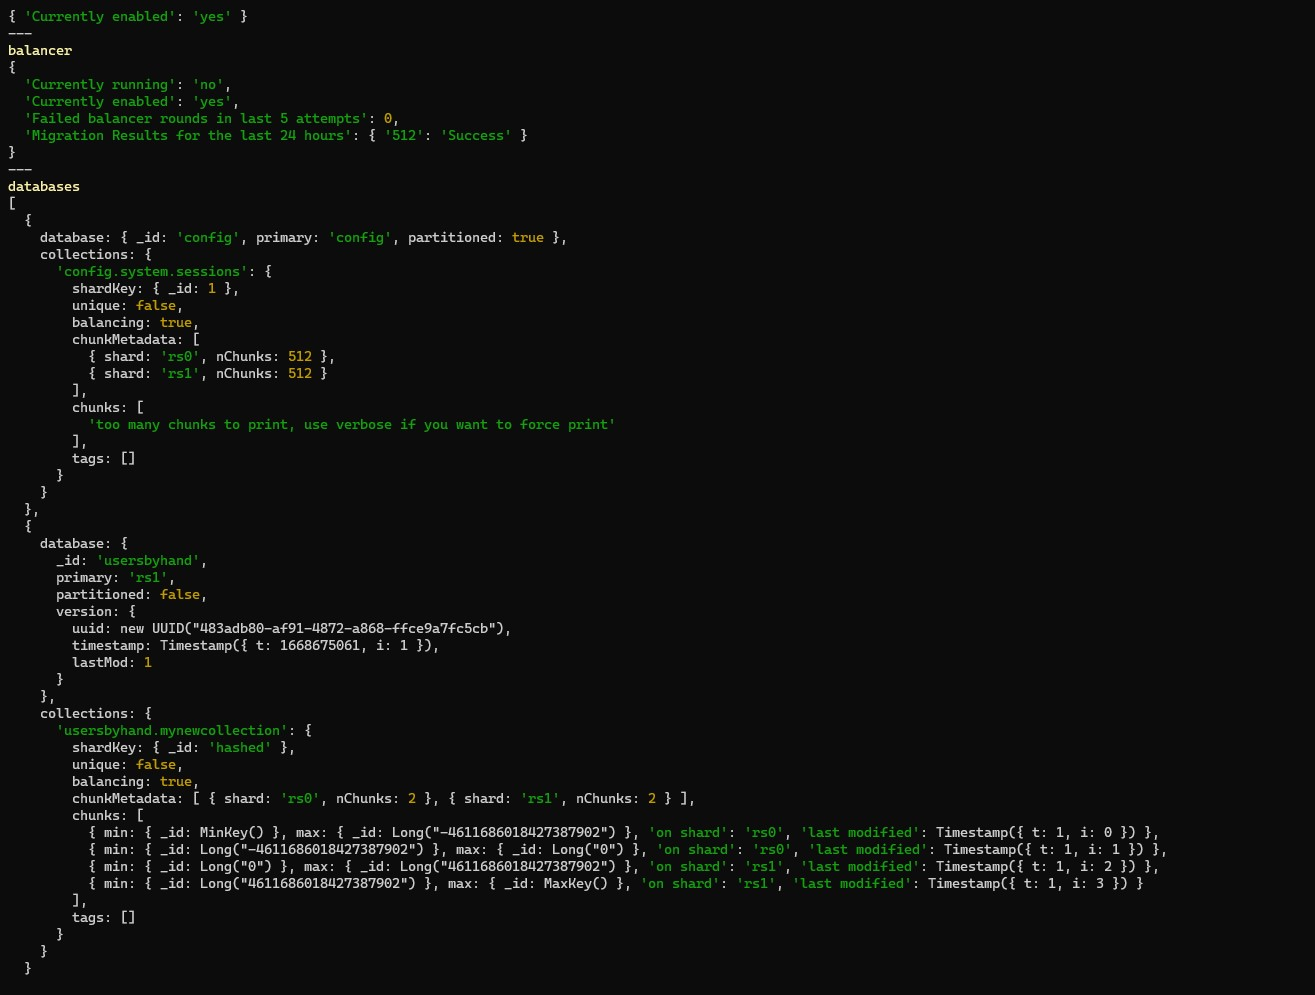 { 'Currently enabled': 'yes' }
---
balancer
{
  'Currently running': 'no',
  'Currently enabled': 'yes',
  'Failed balancer rounds in last 5 attempts': 0,
  'Migration Results for the last 24 hours': { '512': 'Success' }
}
---
databases
[
  {
    database: { _id: 'config', primary: 'config', partitioned: true },
    collections: {
      'config.system.sessions': {
        shardKey: { _id: 1 },
        unique: false,
        balancing: true,
        chunkMetadata: [
          { shard: 'rs0', nChunks: 512 },
          { shard: 'rs1', nChunks: 512 }
        ],
        chunks: [
          'too many chunks to print, use verbose if you want to force print'
        ],
        tags: []
      }
    }
  },
  {
    database: {
      _id: 'usersbyhand',
      primary: 'rs1',
      partitioned: false,
      version: {
        uuid: new UUID("483adb80-af91-4872-a868-ffce9a7fc5cb"),
        timestamp: Timestamp({ t: 1668675061, i: 1 }),
        lastMod: 1
      }
    },
    collections: {
      'usersbyhand.mynewcollection': {
        shardKey: { _id: 'hashed' },
        unique: false,
        balancing: true,
        chunkMetadata: [ { shard: 'rs0', nChunks: 2 }, { shard: 'rs1', nChunks: 2 } ],
        chunks: [
          { min: { _id: MinKey() }, max: { _id: Long("-4611686018427387902") }, 'on shard': 'rs0', 'last modified': Timestamp({ t: 1, i: 0 }) },
          { min: { _id: Long("-4611686018427387902") }, max: { _id: Long("0") }, 'on shard': 'rs0', 'last modified': Timestamp({ t: 1, i: 1 }) },
          { min: { _id: Long("0") }, max: { _id: Long("4611686018427387902") }, 'on shard': 'rs1', 'last modified': Timestamp({ t: 1, i: 2 }) },
          { min: { _id: Long("4611686018427387902") }, max: { _id: MaxKey() }, 'on shard': 'rs1', 'last modified': Timestamp({ t: 1, i: 3 }) }
        ],
        tags: []
      }
    }
  }